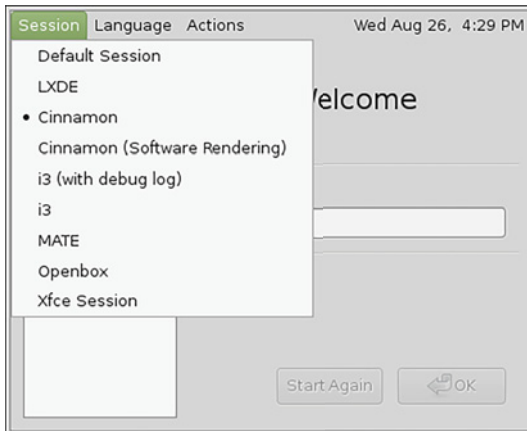 Session Language Actions Wed Aug 26, 4:29 PM
Default Session
LXDE
Cinnamon
Cinnamon (Software Rendering)
i3 (with debug log)
i3
MATE
Openbox
Xfce Session
elcome
Start Again OK